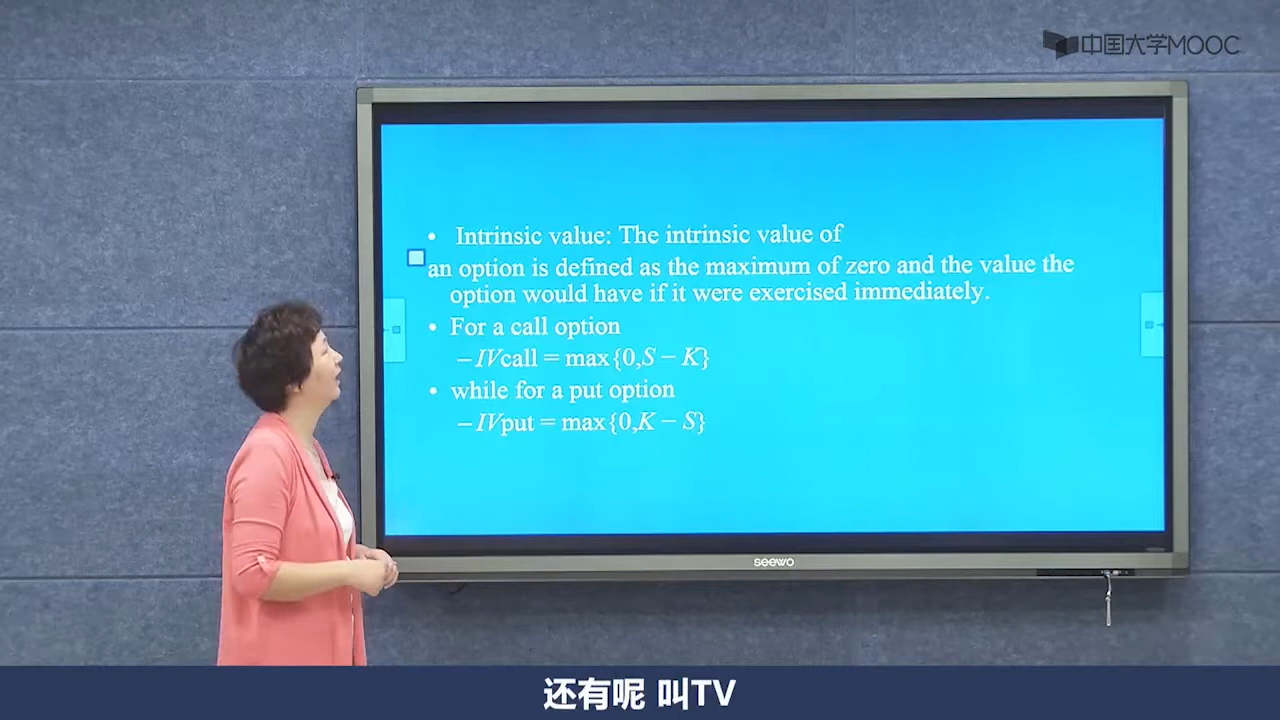 中国大学MOOC
• Intrinsic value: The intrinsic value of
an option is defined as the maximum of zero and the value the
option would have if it were exercised immediately.
• For a call option
– IVcall = max{0,S − K}
• while for a put option
– IVput = max{0,K − S}
seewo
还有呢 叫TV